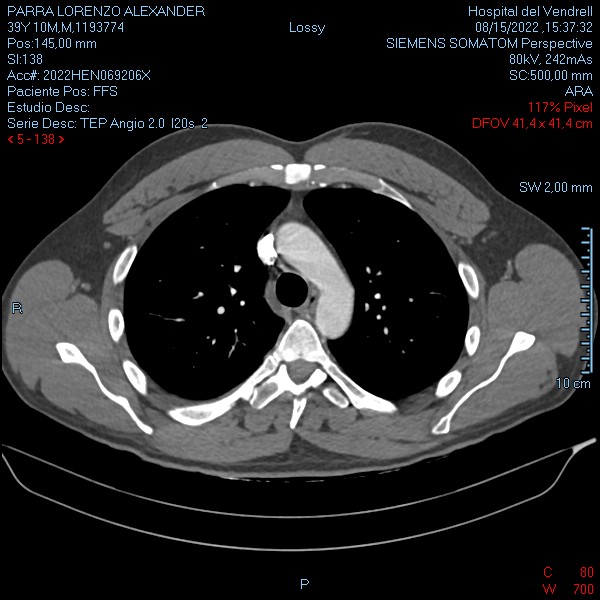 PARRA LORENZO ALEXANDER
39Y 10M,M,1193774
Pos:145,00 mm
SI:138
Acc#: 2022HEN069206X
Paciente Pos: FFS
Estudio Desc:
Serie Desc: TEP Angio 2.0 I20s 2
< 5 - 138 >
Lossy
Hospital del Vendrell
08/15/2022 ,15:37:32
SIEMENS SOMATOM Perspective
80kV, 242mAs
SC:500,00 mm
ARA
117% Pixel
DFOV 41,4 x 41,4 cm
SW 2,00 mm
R
10 cm
P
C 80
W 700